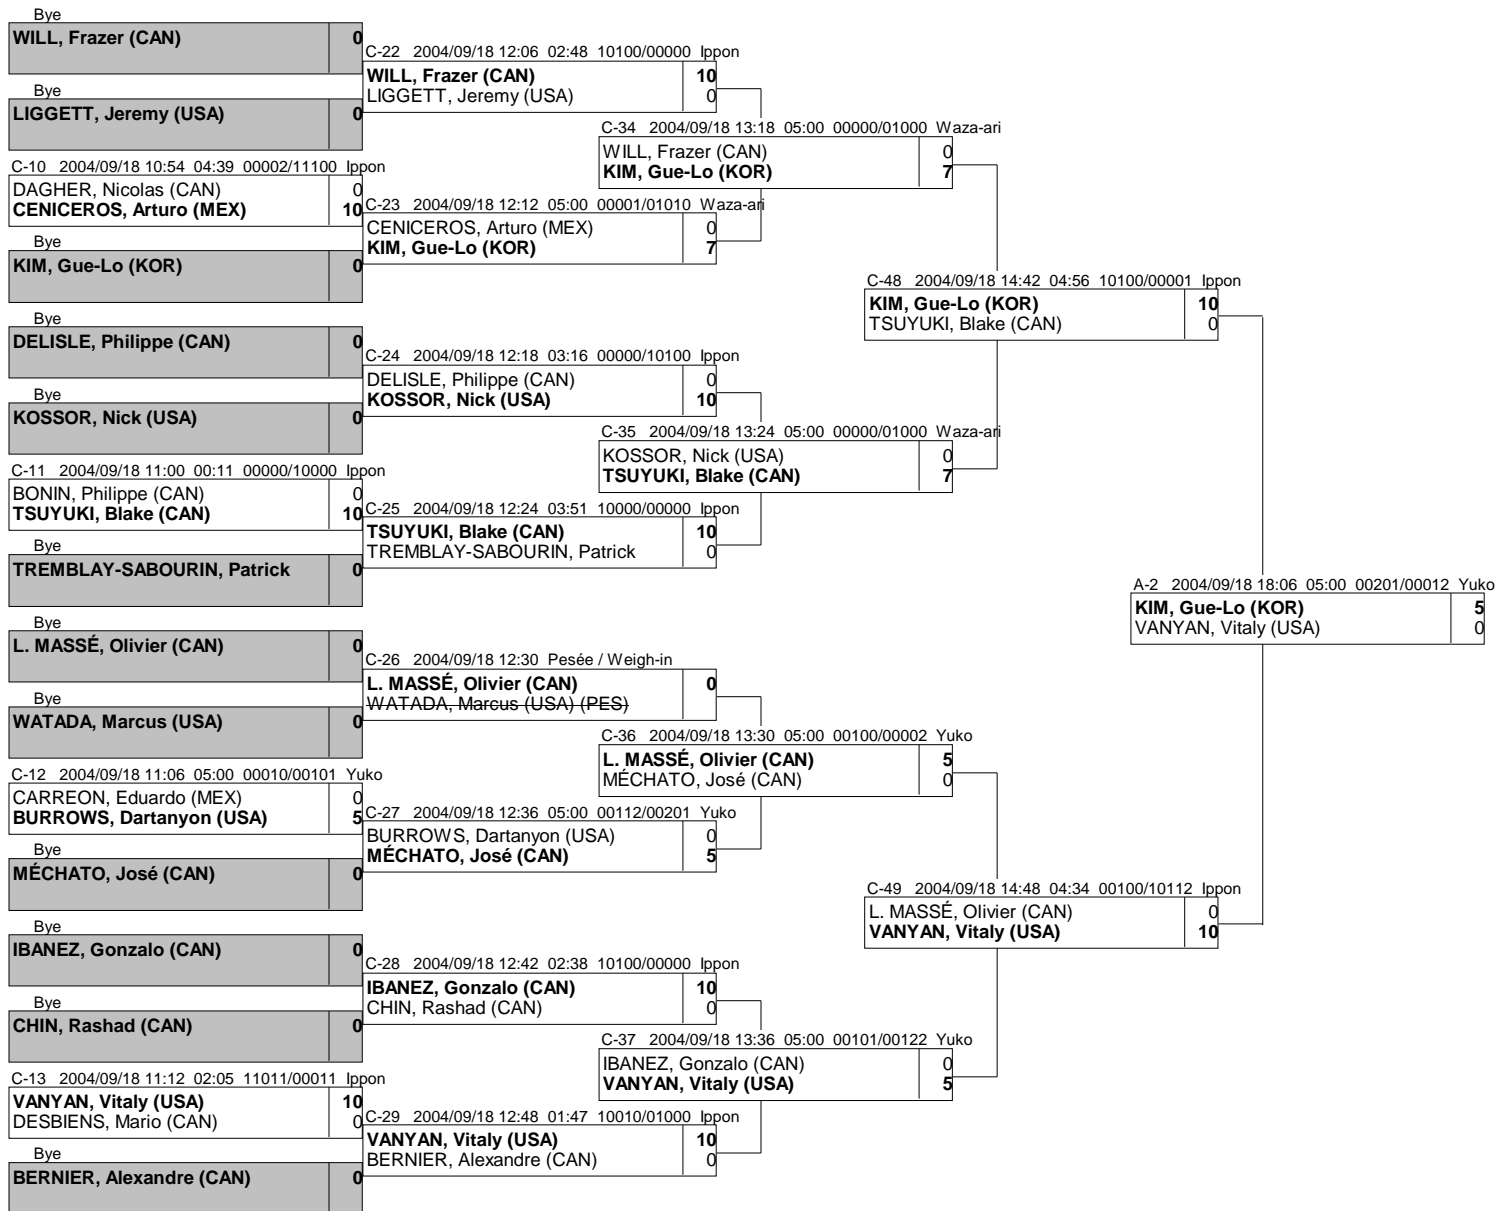 Bye
WILL, Frazer (CAN) 0
Bye
LIGGETT, Jeremy (USA) 0
C-10 2004/09/18 10:54 04:39 00002/11100 Ippon
DAGHER, Nicolas (CAN) 0
CENICEROS, Arturo (MEX) 10
Bye
KIM, Gue-Lo (KOR) 0
Bye
DELISLE, Philippe (CAN) 0
Bye
KOSSOR, Nick (USA) 0
C-11 2004/09/18 11:00 00:11 00000/10000 Ippon
BONIN, Philippe (CAN) 0
TSUYUKI, Blake (CAN) 10
Bye
TREMBLAY-SABOURIN, Patrick 0
Bye
L. MASSÉ, Olivier (CAN) 0
Bye
WATADA, Marcus (USA) 0
C-12 2004/09/18 11:06 05:00 00010/00101 Yuko
CARREON, Eduardo (MEX) 0
BURROWS, Dartanyon (USA) 5
Bye
MÉCHATO, José (CAN) 0
Bye
IBANEZ, Gonzalo (CAN) 0
Bye
CHIN, Rashad (CAN) 0
C-13 2004/09/18 11:12 02:05 11011/00011 Ippon
VANYAN, Vitaly (USA) 10
DESBIENS, Mario (CAN) 0
Bye
BERNIER, Alexandre (CAN) 0
C-22 2004/09/18 12:06 02:48 10100/00000 Ippon
WILL, Frazer (CAN) 10
LIGGETT, Jeremy (USA) 0
C-23 2004/09/18 12:12 05:00 00001/01010 Waza-ari
CENICEROS, Arturo (MEX) 0
KIM, Gue-Lo (KOR) 7
C-24 2004/09/18 12:18 03:16 00000/10100 Ippon
DELISLE, Philippe (CAN) 0
KOSSOR, Nick (USA) 10
C-25 2004/09/18 12:24 03:51 10000/00000 Ippon
TSUYUKI, Blake (CAN) 10
TREMBLAY-SABOURIN, Patrick 0
C-26 2004/09/18 12:30 Pesée / Weigh-in
L. MASSÉ, Olivier (CAN) 0
WATADA, Marcus (USA) (PES)
C-27 2004/09/18 12:36 05:00 00112/00201 Yuko
BURROWS, Dartanyon (USA) 0
MÉCHATO, José (CAN) 5
C-28 2004/09/18 12:42 02:38 10100/00000 Ippon
IBANEZ, Gonzalo (CAN) 10
CHIN, Rashad (CAN) 0
C-29 2004/09/18 12:48 01:47 10010/01000 Ippon
VANYAN, Vitaly (USA) 10
BERNIER, Alexandre (CAN) 0
C-34 2004/09/18 13:18 05:00 00000/01000 Waza-ari
WILL, Frazer (CAN) 0
KIM, Gue-Lo (KOR) 7
C-35 2004/09/18 13:24 05:00 00000/01000 Waza-ari
KOSSOR, Nick (USA) 0
TSUYUKI, Blake (CAN) 7
C-36 2004/09/18 13:30 05:00 00100/00002 Yuko
L. MASSÉ, Olivier (CAN) 5
MÉCHATO, José (CAN) 0
C-37 2004/09/18 13:36 05:00 00101/00122 Yuko
IBANEZ, Gonzalo (CAN) 0
VANYAN, Vitaly (USA) 5
C-48 2004/09/18 14:42 04:56 10100/00001 Ippon
KIM, Gue-Lo (KOR) 10
TSUYUKI, Blake (CAN) 0
C-49 2004/09/18 14:48 04:34 00100/10112 Ippon
L. MASSÉ, Olivier (CAN) 0
VANYAN, Vitaly (USA) 10
A-2 2004/09/18 18:06 05:00 00201/00012 Yuko
KIM, Gue-Lo (KOR) 5
VANYAN, Vitaly (USA) 0